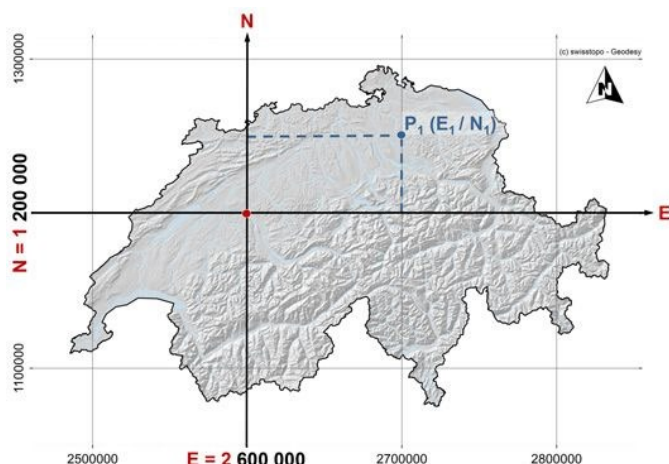 N
1300000
(c) swisstopo - Geodesy
N
P₁ (E₁ / N₁)
N = 1 200 000
E
1100000
2500000
E = 2 600 000
2700000
2800000